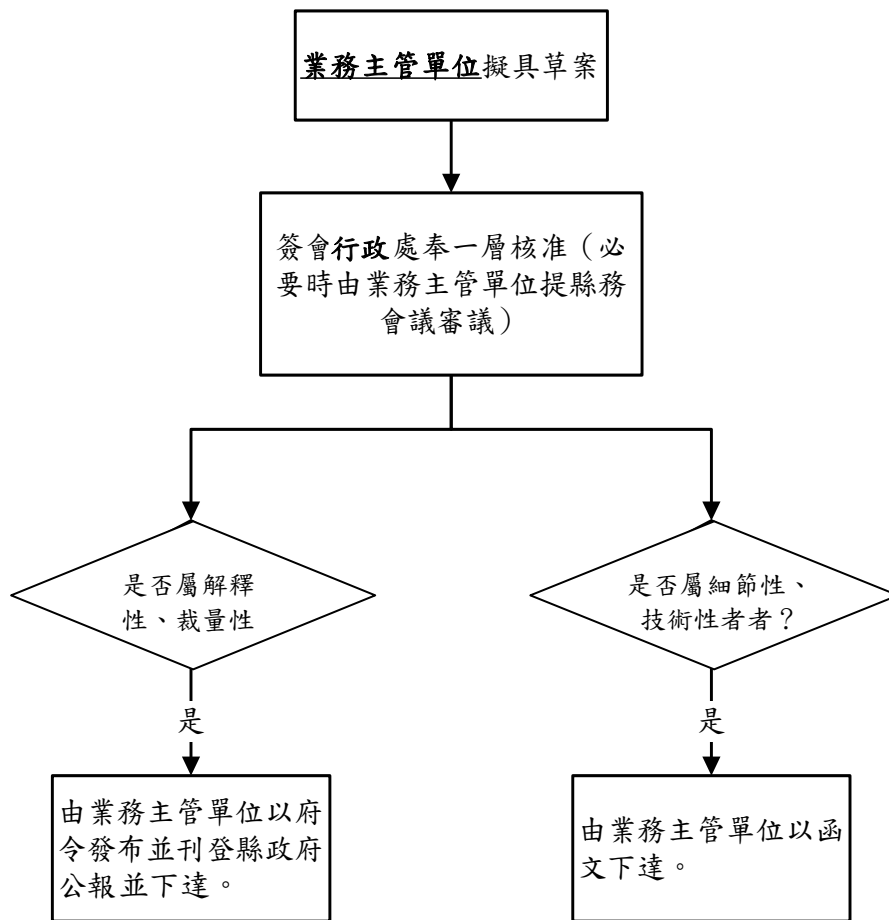 業務主管單位擬具草案
簽會行政處奉一層核准（必
要時由業務主管單位提縣務
會議審議）
是否屬解釋
性、裁量性
是否屬細節性、
技術性者者？
是
是
由業務主管單位以府
令發布並刊登縣政府
公報並下達。
由業務主管單位以函
文下達。